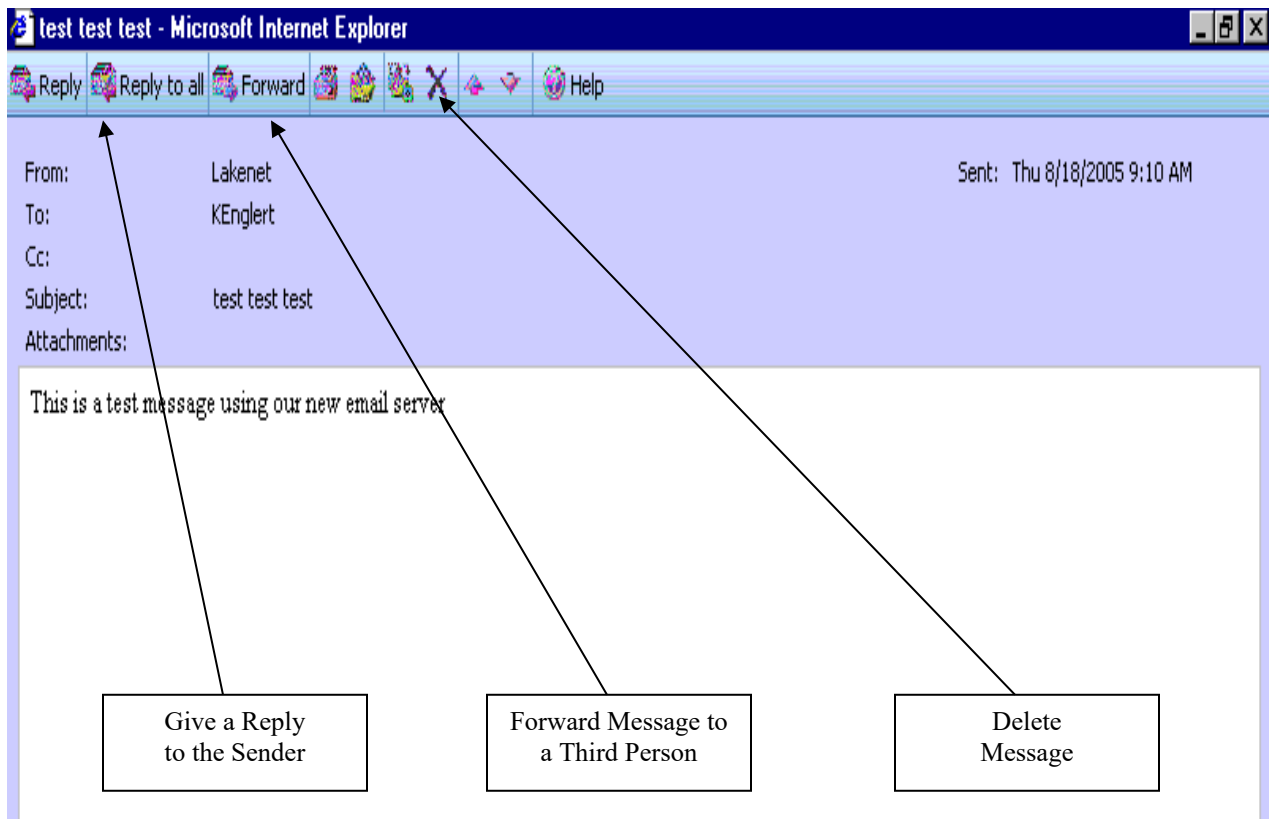 test test test - Microsoft Internet Explorer
Reply Reply to all Forward Help
From: Lakenet Sent: Thu 8/18/2005 9:10 AM
To: KEnglert
Cc:
Subject: test test test
Attachments:
This is a test message using our new email server
Give a Reply
to the Sender
Forward Message to
a Third Person
Delete
Message